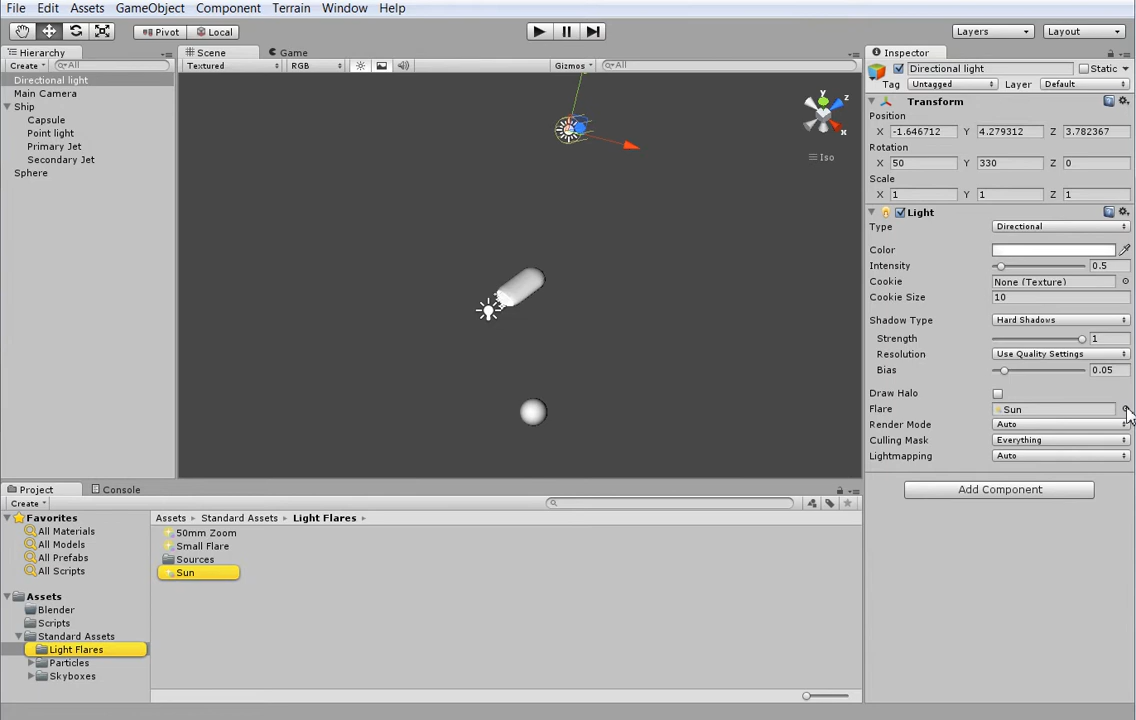 File Edit Assets GameObject Component Terrain Window Help
Pivot Local Layers Layout
Hierarchy
Create All
Directional light
Main Camera
Ship
Capsule
Point light
Primary Jet
Secondary Jet
Sphere
Scene Game
Textured RGB Gizmos All
y
z
x
Iso
Inspector
Directional light Static
Tag Untagged Layer Default
Transform
Position
X -1.646712 Y 4.279312 Z 3.782367
Rotation
X 50 Y 330 Z 0
Scale
X 1 Y 1 Z 1
Light
Type Directional
Color
Intensity 0.5
Cookie None (Texture)
Cookie Size 10
Shadow Type Hard Shadows
Strength 1
Resolution Use Quality Settings
Bias 0.05
Draw Halo
Flare Sun
Render Mode Auto
Culling Mask Everything
Lightmapping Auto
Add Component
Project Console
Create
Favorites
All Materials
All Models
All Prefabs
All Scripts
Assets
Blender
Scripts
Standard Assets
Light Flares
Particles
Skyboxes
Assets Standard Assets Light Flares
50mm Zoom
Small Flare
Sources
Sun